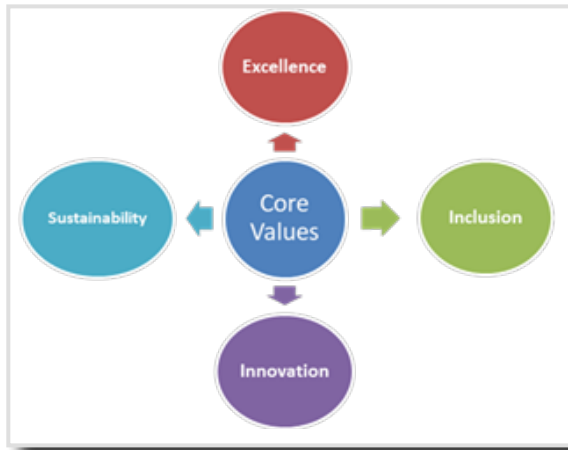 Excellence
Sustainability
Core
Values
Inclusion
Innovation